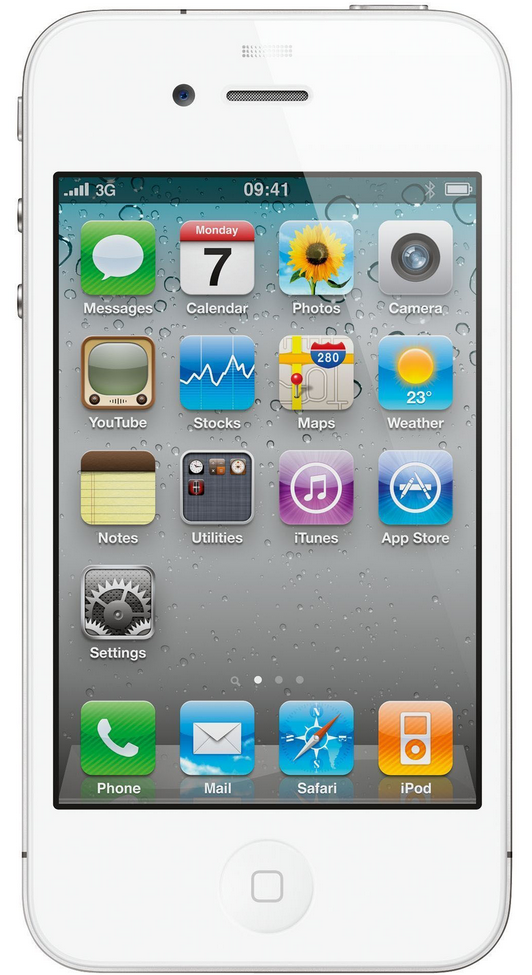 3G 09:41
Monday
7
Messages Calendar Photos Camera
280
23°
YouTube Stocks Maps Weather
Notes Utilities iTunes App Store
Settings
N
Phone Mail Safari iPod